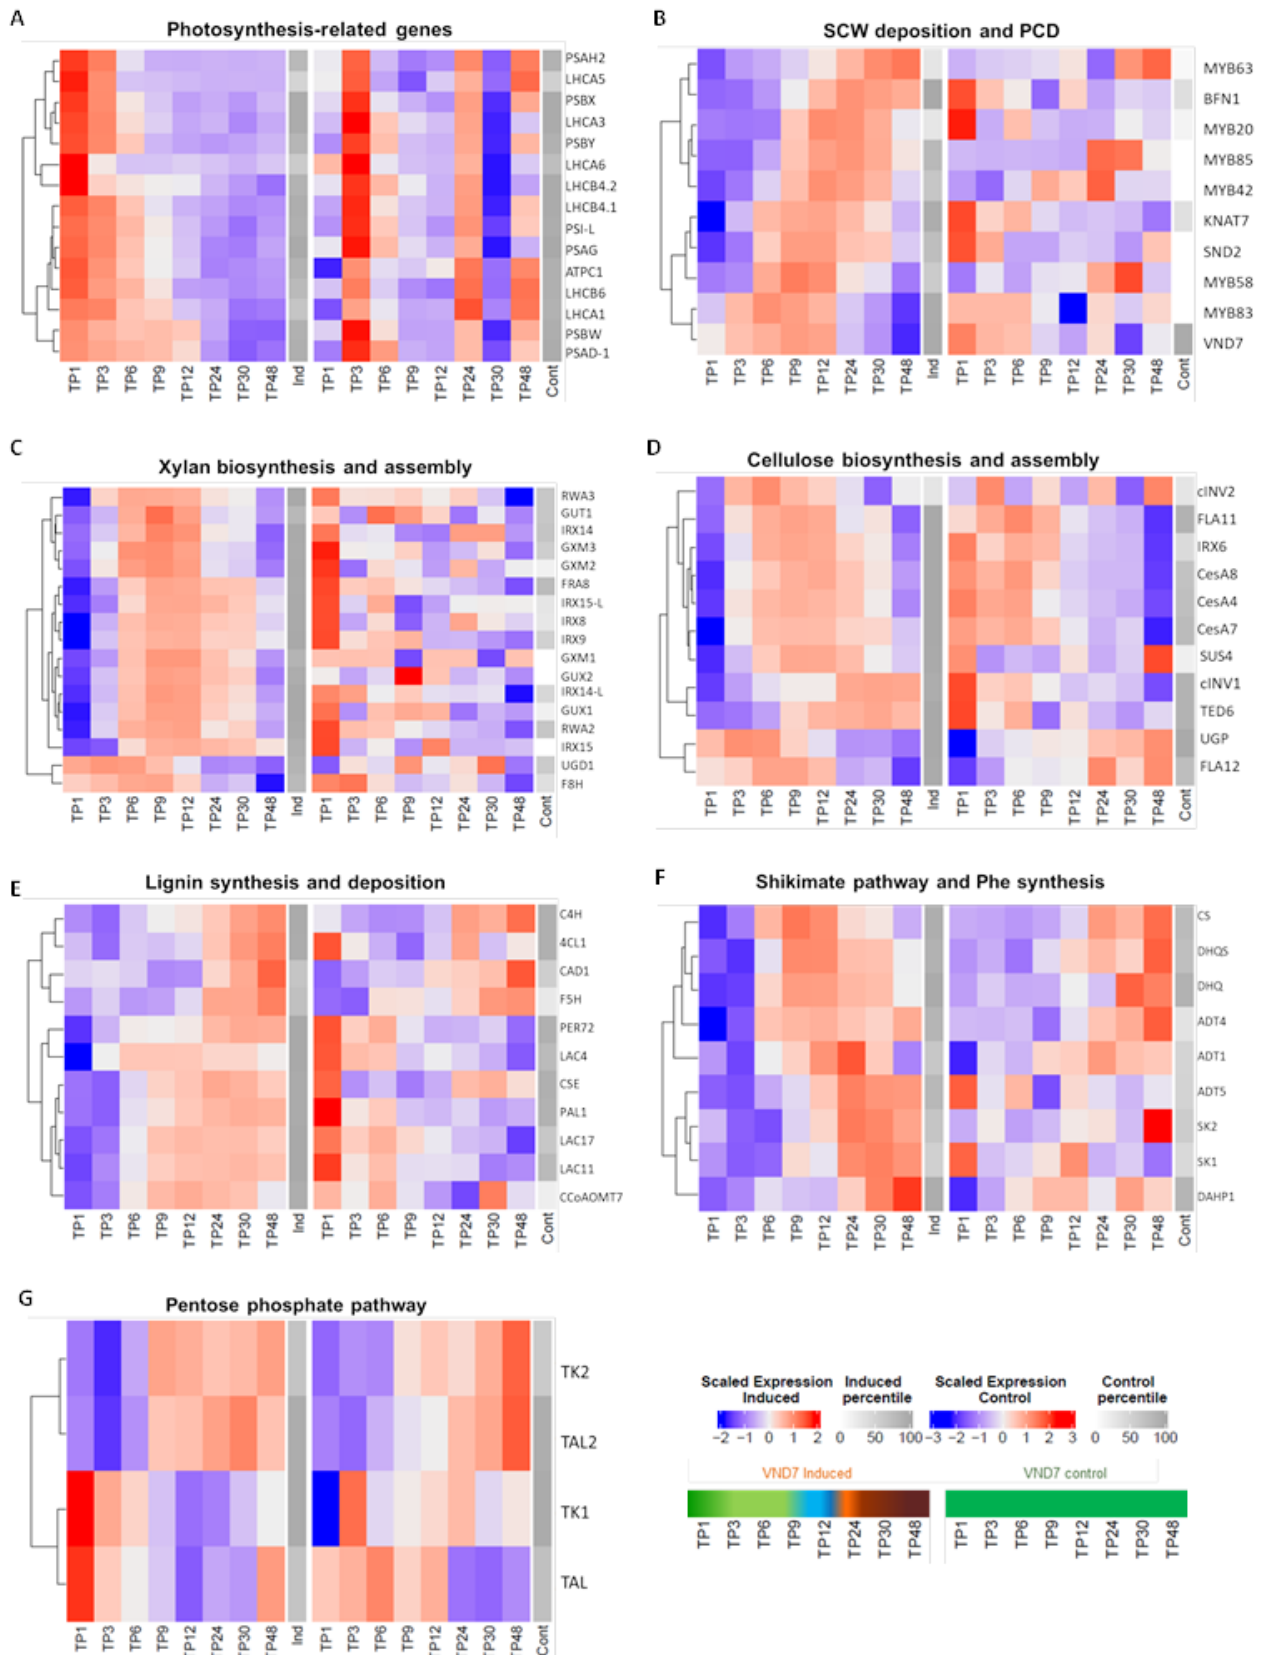 A
Photosynthesis-related genes
PSAH2
LHCA5
PSBX
LHCA3
PSBY
LHCA6
LHCB4.2
LHCB4.1
PSI-L
PSAG
ATPC1
LHCB6
LHCA1
PSBW
PSAD-1
TP1 TP3 TP6 TP9 TP12 TP24 TP30 TP48 Ind TP1 TP3 TP6 TP9 TP12 TP24 TP30 TP48 Cont
B
SCW deposition and PCD
MYB63
BFN1
MYB20
MYB85
MYB42
KNAT7
SND2
MYB58
MYB83
VND7
TP1 TP3 TP6 TP9 TP12 TP24 TP30 TP48 Ind TP1 TP3 TP6 TP9 TP12 TP24 TP30 TP48 Cont
C
Xylan biosynthesis and assembly
RWA3
GUT1
IRX14
GXM3
GXM2
FRA8
IRX15-L
IRX8
IRX9
GXM1
GUX2
IRX14-L
GUX1
RWA2
IRX15
UGD1
F8H
TP1 TP3 TP6 TP9 TP12 TP24 TP30 TP48 Ind TP1 TP3 TP6 TP9 TP12 TP24 TP30 TP48 Cont
D
Cellulose biosynthesis and assembly
cINV2
FLA11
IRX6
CesA8
CesA4
CesA7
SUS4
cINV1
TED6
UGP
FLA12
TP1 TP3 TP6 TP9 TP12 TP24 TP30 TP48 Ind TP1 TP3 TP6 TP9 TP12 TP24 TP30 TP48 Cont
E
Lignin synthesis and deposition
C4H
4CL1
CAD1
F5H
PER72
LAC4
CSE
PAL1
LAC17
LAC11
CCoAOMT7
TP1 TP3 TP6 TP9 TP12 TP24 TP30 TP48 Ind TP1 TP3 TP6 TP9 TP12 TP24 TP30 TP48 Cont
F
Shikimate pathway and Phe synthesis
CS
DHQS
DHQ
ADT4
ADT1
ADT5
SK2
SK1
DAHP1
TP1 TP3 TP6 TP9 TP12 TP24 TP30 TP48 Ind TP1 TP3 TP6 TP9 TP12 TP24 TP30 TP48 Cont
G
Pentose phosphate pathway
TK2
TAL2
TK1
TAL
TP1 TP3 TP6 TP9 TP12 TP24 TP30 TP48 Ind TP1 TP3 TP6 TP9 TP12 TP24 TP30 TP48 Cont
Scaled Expression Induced Scaled Expression Control
Induced percentile Control percentile
−2 −1 0 1 2 0 50 100 −3 −2 −1 0 1 2 3 0 50 100
VND7 Induced VND7 control
TP1 TP3 TP6 TP9 TP12 TP24 TP30 TP48 TP1 TP3 TP6 TP9 TP12 TP24 TP30 TP48